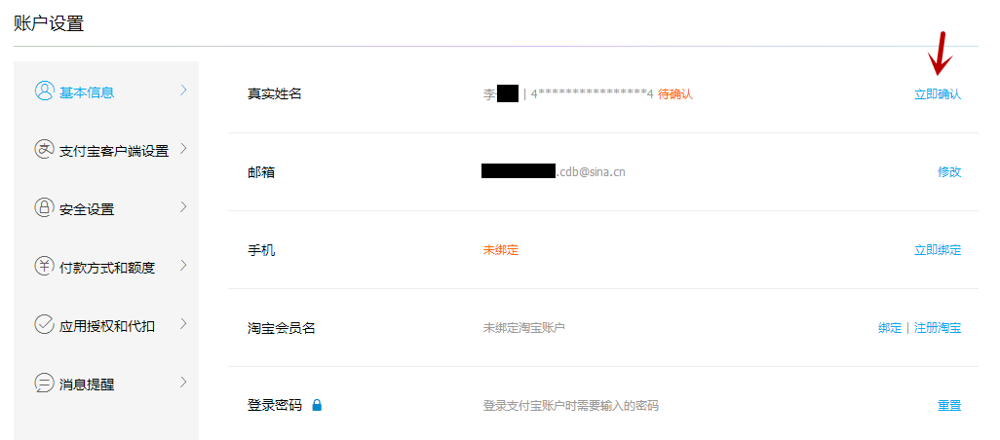 账户设置
基本信息
支付宝客户端设置
安全设置
付款方式和额度
应用授权和代扣
消息提醒
真实姓名 李 | 4****************4 待确认 立即确认
邮箱 .cdb@sina.cn 修改
手机 未绑定 立即绑定
淘宝会员名 未绑定淘宝账户 绑定 | 注册淘宝
登录密码 登录支付宝账户时需要输入的密码 重置